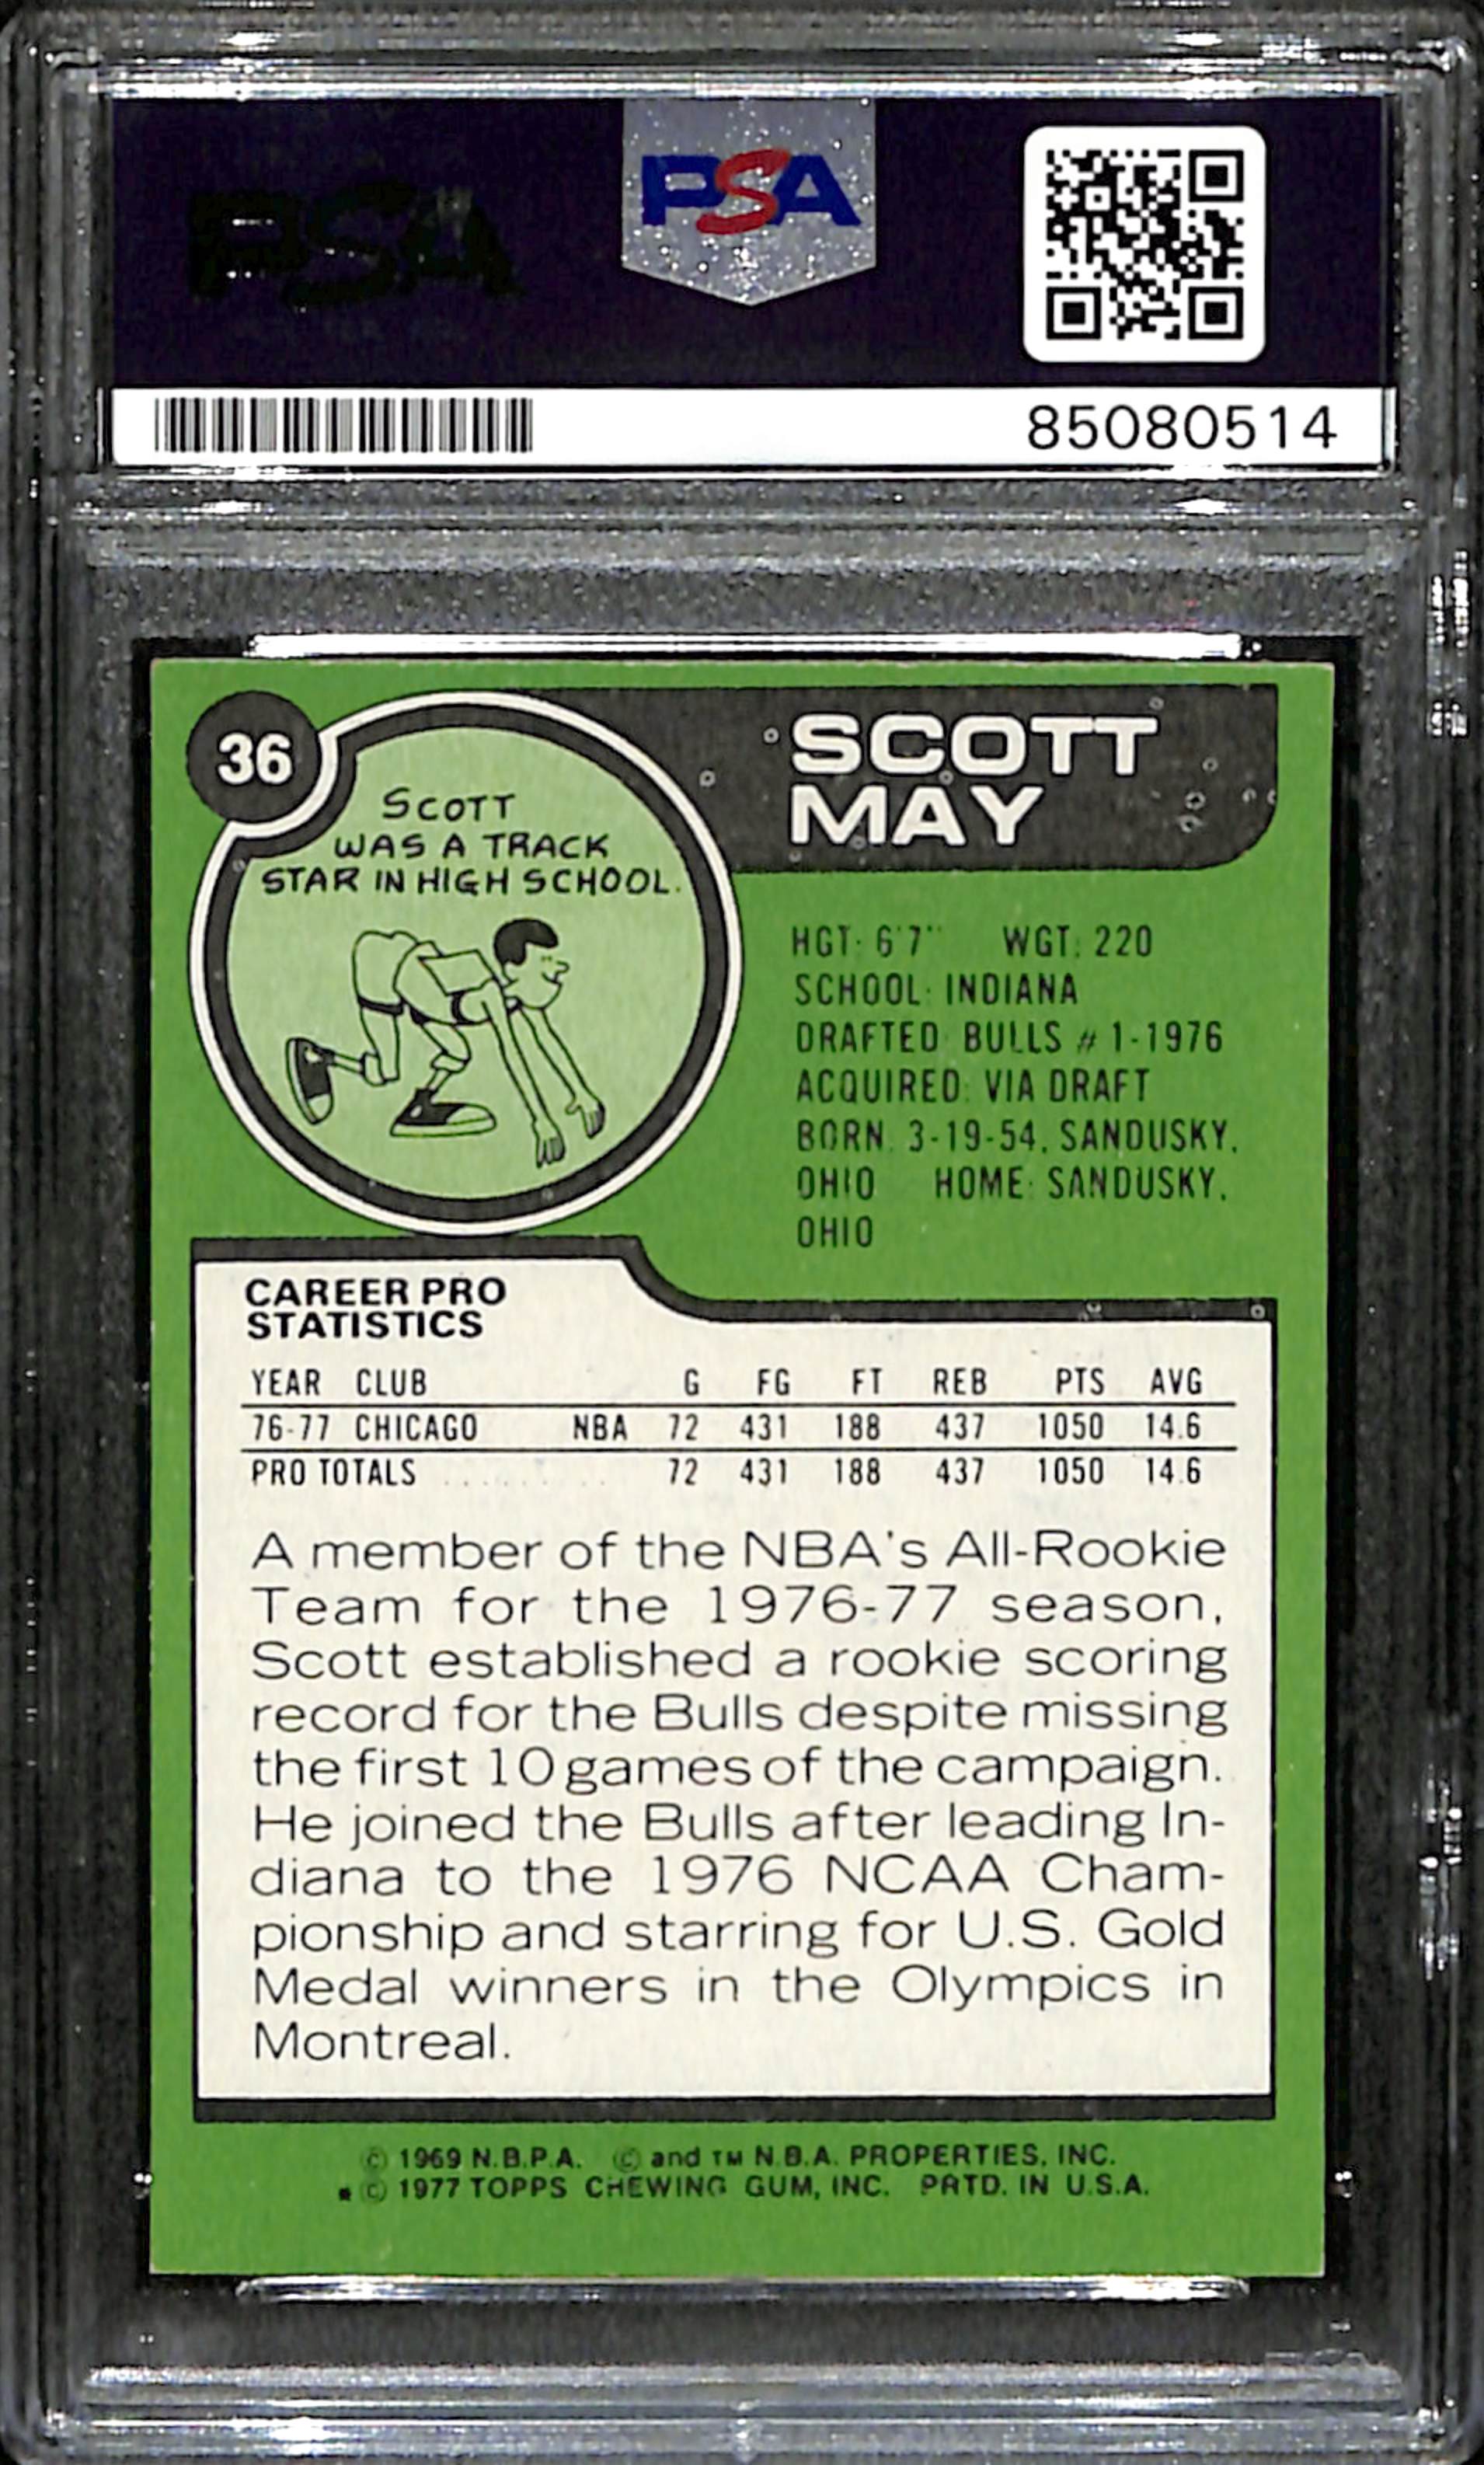 PSA
PSA
85080514
36
SCOTT
MAY
SCOTT
WAS A TRACK
STAR IN HIGH SCHOOL.
HGT: 6'7" WGT: 220
SCHOOL: INDIANA
DRAFTED: BULLS # 1-1976
ACQUIRED: VIA DRAFT
BORN: 3-19-54, SANDUSKY,
OHIO HOME: SANDUSKY,
OHIO
CAREER PRO
STATISTICS
YEAR CLUB G FG FT REB PTS AVG
76-77 CHICAGO NBA 72 431 188 437 1050 14.6
PRO TOTALS .......... 72 431 188 437 1050 14.6
A member of the NBA's All-Rookie
Team for the 1976-77 season,
Scott established a rookie scoring
record for the Bulls despite missing
the first 10 games of the campaign.
He joined the Bulls after leading In-
diana to the 1976 NCAA Cham-
pionship and starring for U.S. Gold
Medal winners in the Olympics in
Montreal.
© 1969 N.B.P.A. © and TM N.B.A. PROPERTIES, INC.
* © 1977 TOPPS CHEWING GUM, INC. PRTD. IN U.S.A.